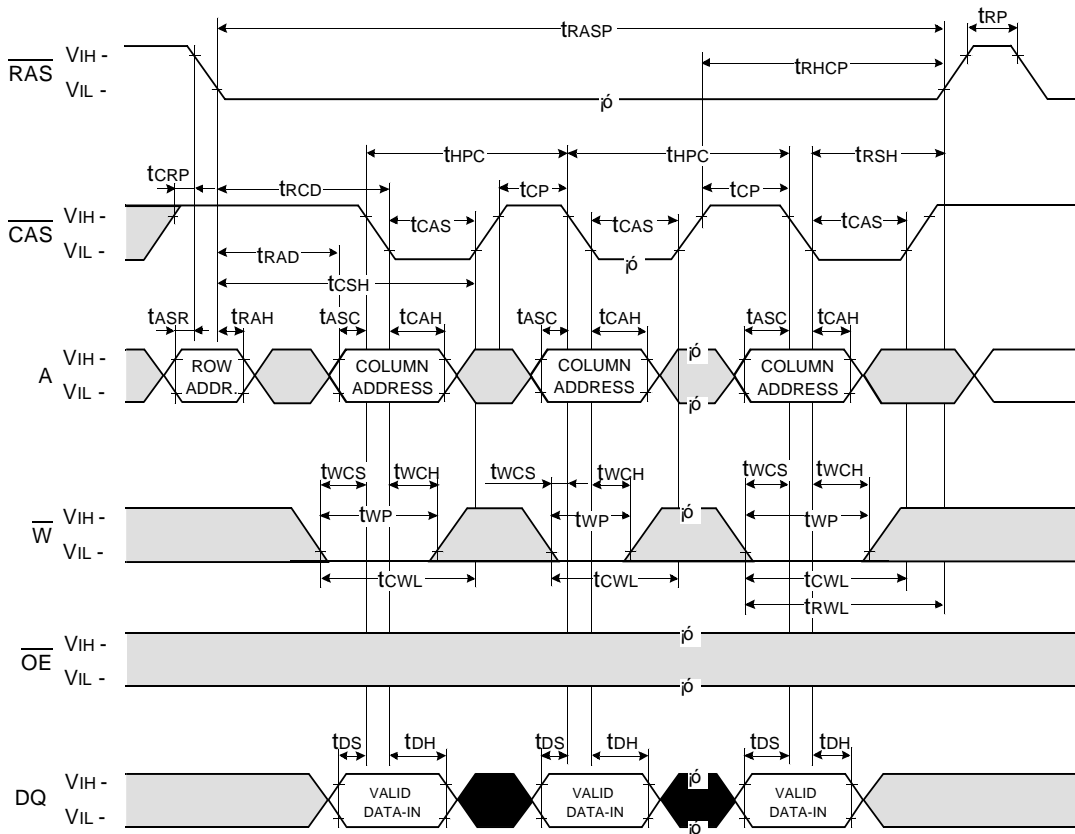 tRASP
tRP
RAS
VIH -
VIL -
tRHCP
¡ó
tHPC
tHPC
tRSH
tCRP
tRCD
tCP
tCP
CAS
VIH -
VIL -
tCAS
tCAS
tCAS
tRAD
¡ó
tCSH
tASR
tRAH
tASC
tCAH
tASC
tCAH
tASC
tCAH
A
VIH -
VIL -
ROW
ADDR.
COLUMN
ADDRESS
COLUMN
ADDRESS
¡ó
¡ó
COLUMN
ADDRESS
tWCS
tWCH
tWCS
tWCH
tWCS
tWCH
W
VIH -
VIL -
tWP
tWP
¡ó
tWP
tCWL
tCWL
tCWL
tRWL
OE
VIH -
VIL -
¡ó
¡ó
tDS
tDH
tDS
tDH
tDS
tDH
DQ
VIH -
VIL -
VALID
DATA-IN
VALID
DATA-IN
¡ó
¡ó
VALID
DATA-IN